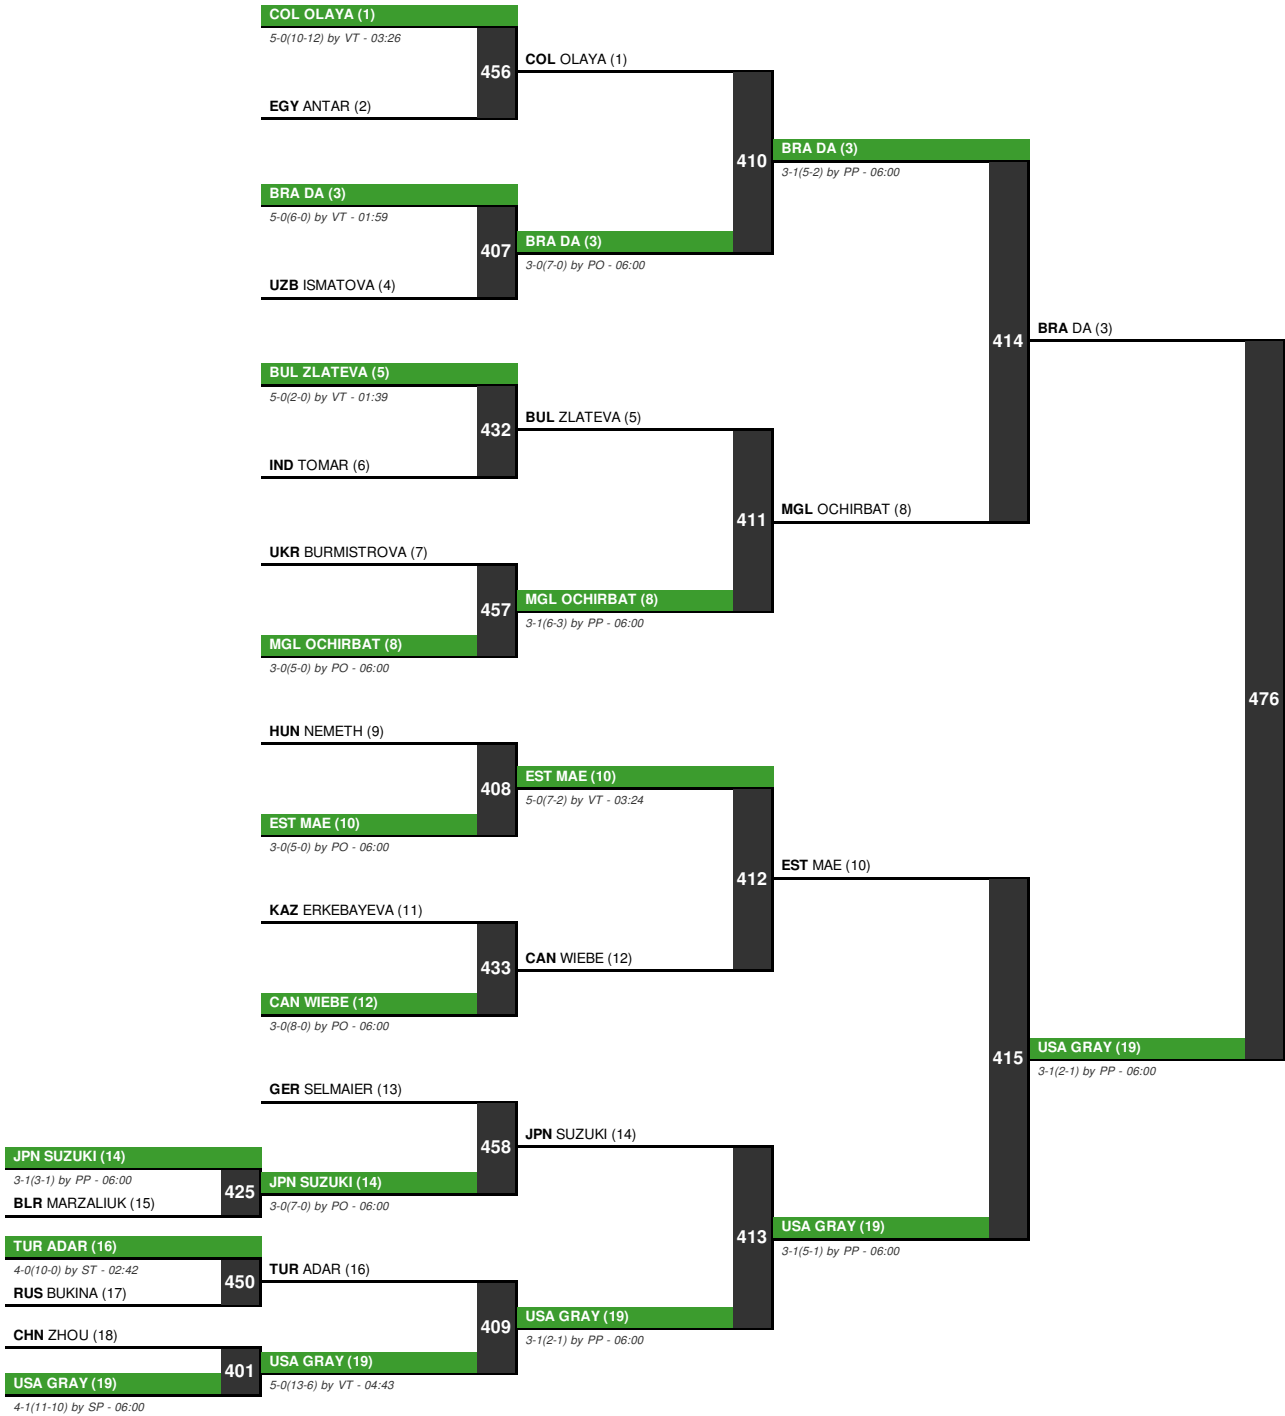 COL OLAYA (1)
5-0(10-12) by VT - 03:26
456
EGY ANTAR (2)
COL OLAYA (1)
410
BRA DA (3)
3-1(5-2) by PP - 06:00
BRA DA (3)
5-0(6-0) by VT - 01:59
407
UZB ISMATOVA (4)
BRA DA (3)
3-0(7-0) by PO - 06:00
414
BRA DA (3)
BUL ZLATEVA (5)
5-0(2-0) by VT - 01:39
432
IND TOMAR (6)
BUL ZLATEVA (5)
411
MGL OCHIRBAT (8)
UKR BURMISTROVA (7)
457
MGL OCHIRBAT (8)
3-0(5-0) by PO - 06:00
MGL OCHIRBAT (8)
3-1(6-3) by PP - 06:00
476
HUN NEMETH (9)
408
EST MAE (10)
3-0(5-0) by PO - 06:00
EST MAE (10)
5-0(7-2) by VT - 03:24
412
EST MAE (10)
KAZ ERKEBAYEVA (11)
433
CAN WIEBE (12)
3-0(8-0) by PO - 06:00
CAN WIEBE (12)
415
USA GRAY (19)
3-1(2-1) by PP - 06:00
GER SELMAIER (13)
458
JPN SUZUKI (14)
JPN SUZUKI (14)
3-1(3-1) by PP - 06:00
425
BLR MARZALIUK (15)
JPN SUZUKI (14)
3-0(7-0) by PO - 06:00
413
USA GRAY (19)
3-1(5-1) by PP - 06:00
TUR ADAR (16)
4-0(10-0) by ST - 02:42
450
RUS BUKINA (17)
TUR ADAR (16)
409
USA GRAY (19)
3-1(2-1) by PP - 06:00
CHN ZHOU (18)
401
USA GRAY (19)
4-1(11-10) by SP - 06:00
USA GRAY (19)
5-0(13-6) by VT - 04:43